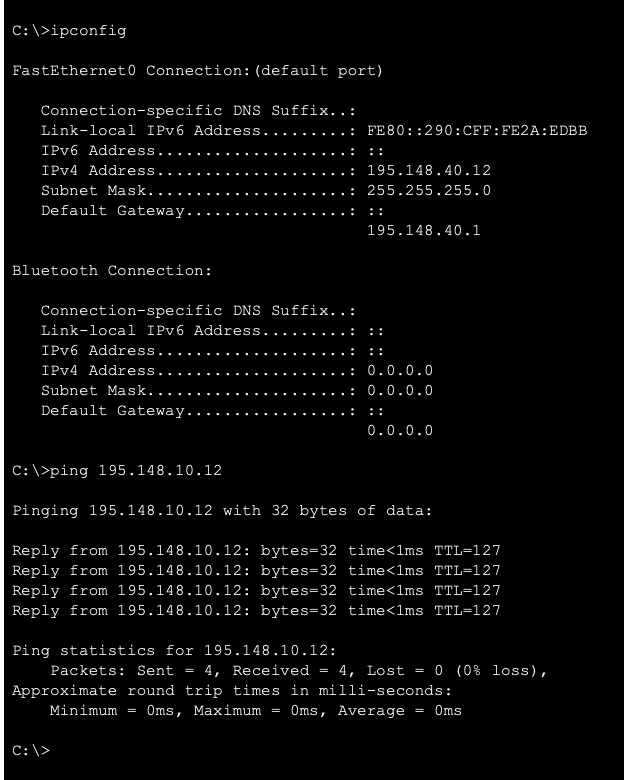 C:\>ipconfig

FastEthernet0 Connection:(default port)

   Connection-specific DNS Suffix..:
   Link-local IPv6 Address.........: FE80::290:CFF:FE2A:EDBB
   IPv6 Address....................: ::
   IPv4 Address....................: 195.148.40.12
   Subnet Mask.....................: 255.255.255.0
   Default Gateway.................: ::
                                     195.148.40.1

Bluetooth Connection:

   Connection-specific DNS Suffix..:
   Link-local IPv6 Address.........: ::
   IPv6 Address....................: ::
   IPv4 Address....................: 0.0.0.0
   Subnet Mask.....................: 0.0.0.0
   Default Gateway.................: ::
                                     0.0.0.0

C:\>ping 195.148.10.12

Pinging 195.148.10.12 with 32 bytes of data:

Reply from 195.148.10.12: bytes=32 time<1ms TTL=127
Reply from 195.148.10.12: bytes=32 time<1ms TTL=127
Reply from 195.148.10.12: bytes=32 time<1ms TTL=127
Reply from 195.148.10.12: bytes=32 time<1ms TTL=127

Ping statistics for 195.148.10.12:
    Packets: Sent = 4, Received = 4, Lost = 0 (0% loss),
Approximate round trip times in milli-seconds:
    Minimum = 0ms, Maximum = 0ms, Average = 0ms

C:\>